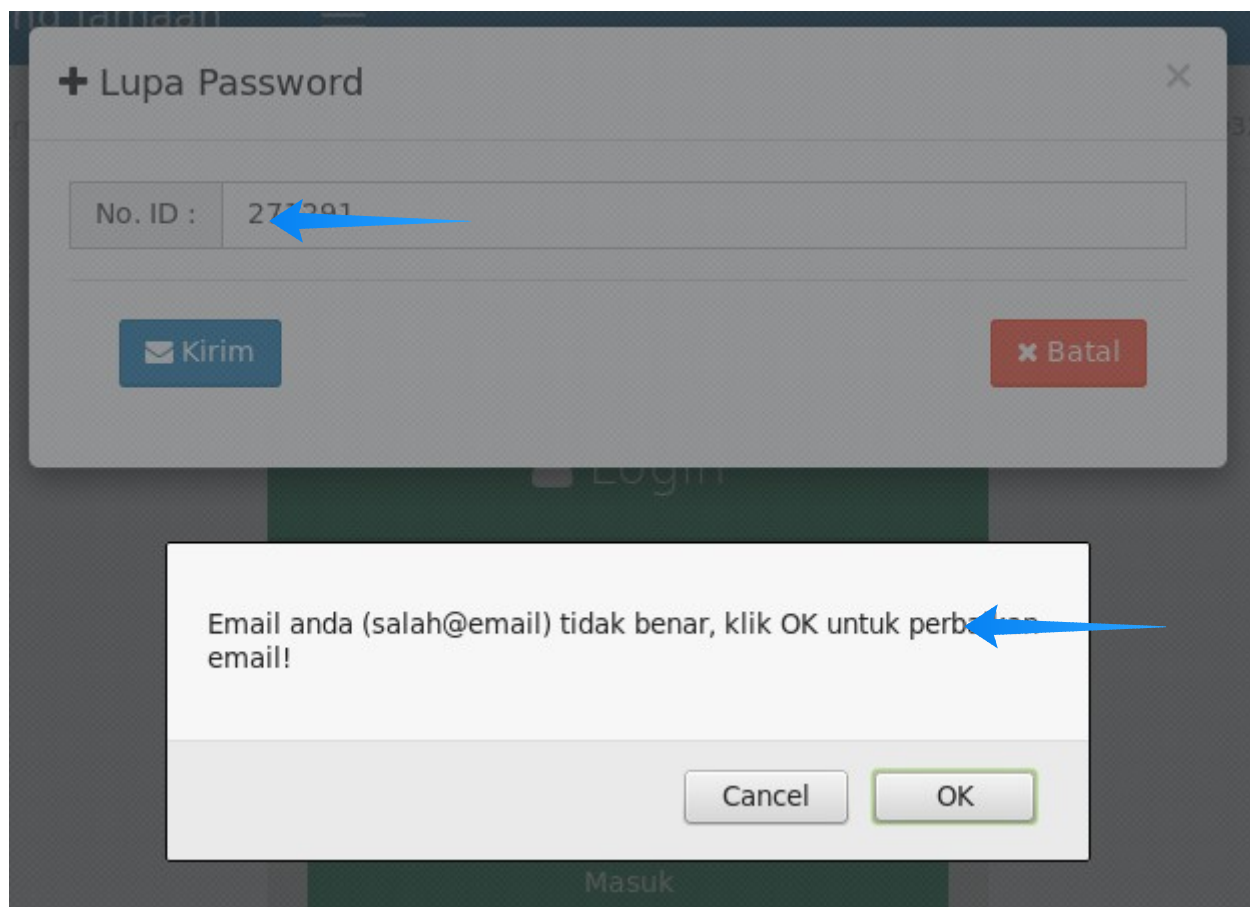 Lupa Password
×
No. ID :
Kirim
Batal
Login
Email anda (salah@email) tidak benar, klik OK untuk
email!
Cancel
OK
Masuk